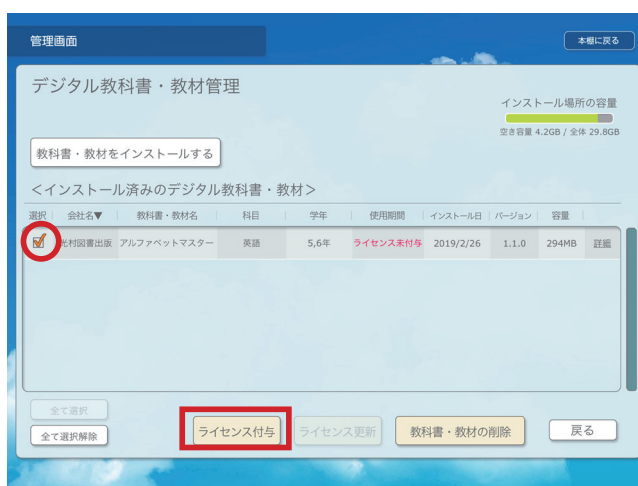 管理画面
本棚に戻る
デジタル教科書・教材管理
インストール場所の容量
空き容量 4.2GB / 全体 29.8GB
教科書・教材をインストールする
＜インストール済みのデジタル教科書・教材＞
選択 会社名▼ 教科書・教材名 科目 学年 使用期間 インストール日 バージョン 容量
光村図書出版 アルファベットマスター 英語 5,6年 ライセンス未付与 2019/2/26 1.1.0 294MB 詳細
全て選択
全て選択解除
ライセンス付与 ライセンス更新 教科書・教材の削除 戻る